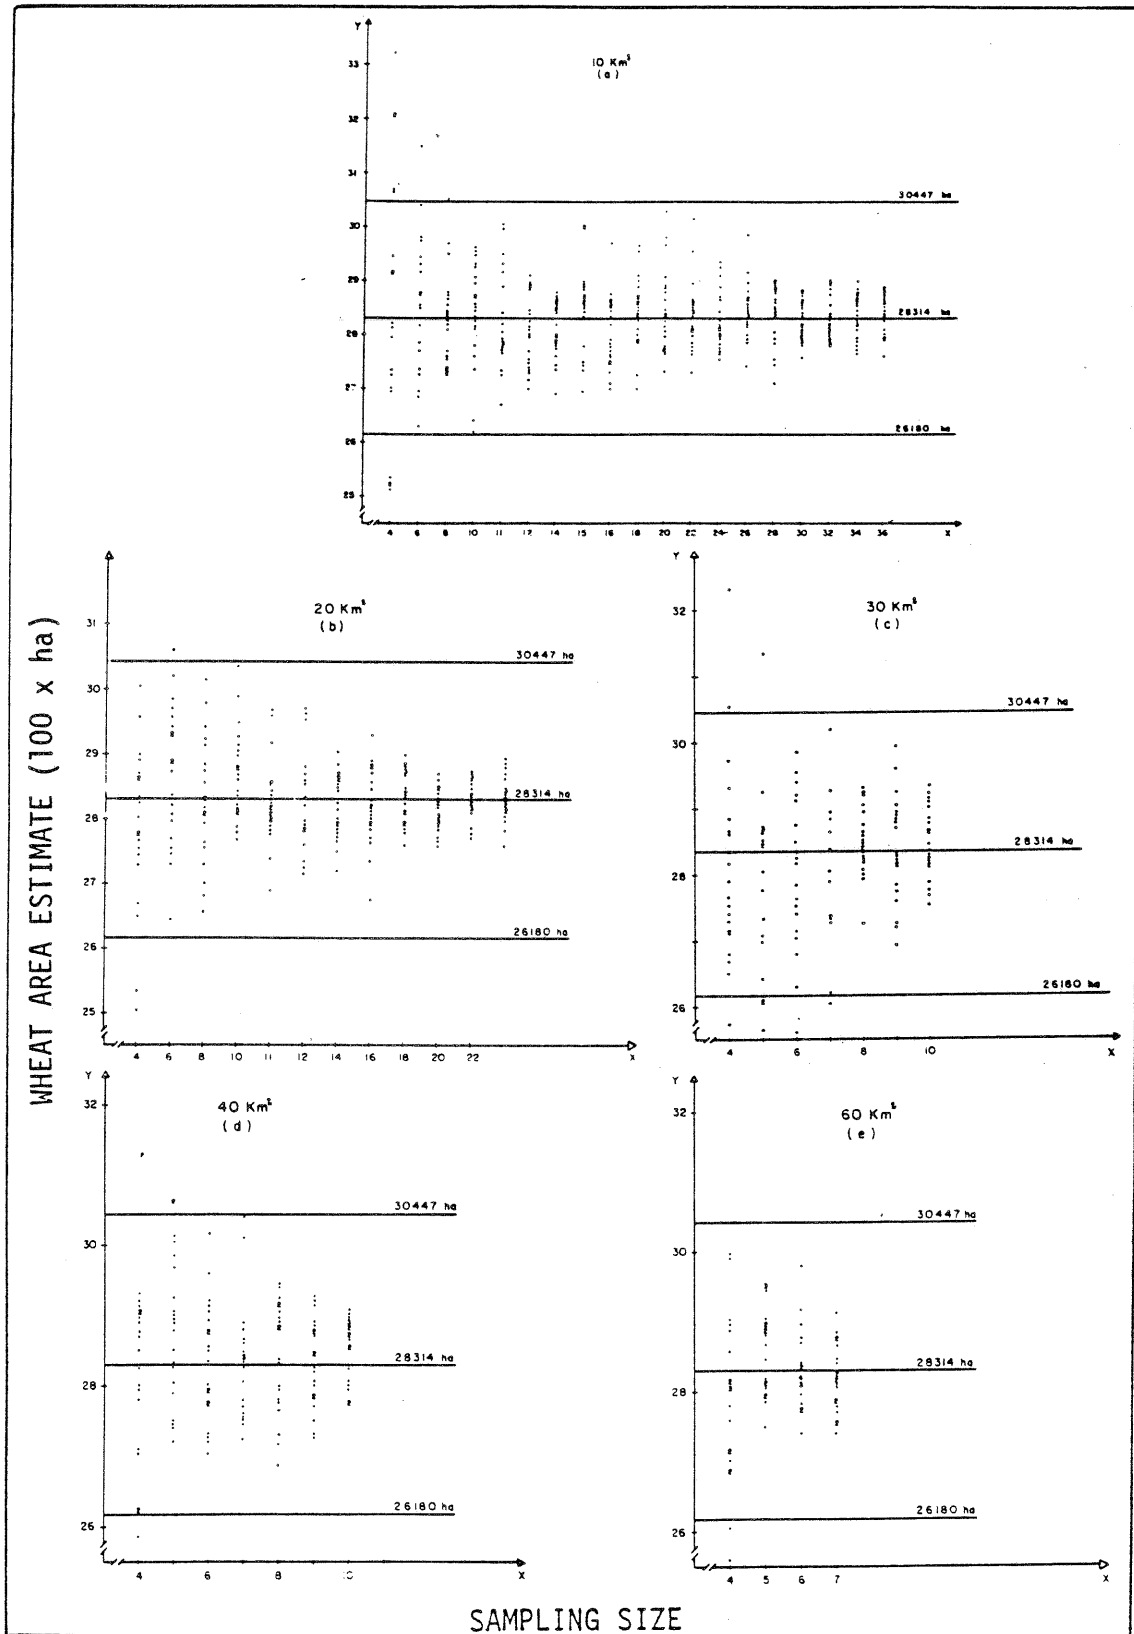 Y
10 Km²
(a)
33
32
31
30
29
28
27
26
25
30447 ha
28314 ha
26180 ha
4 6 8 10 11 12 14 15 16 18 20 22 24 26 28 30 32 34 36 X
WHEAT AREA ESTIMATE (100 x ha)
20 Km²
(b)
31
30
29
28
27
26
25
30447 ha
28314 ha
26180 ha
4 6 8 10 11 12 14 16 18 20 22 X
Y
30 Km²
(c)
32
30
28
26
30447 ha
28314 ha
26180 ha
4 6 8 10 X
Y
40 Km²
(d)
32
30
28
26
30447 ha
28314 ha
26180 ha
4 6 8 10 X
Y
60 Km²
(e)
32
30
28
26
30447 ha
28314 ha
26180 ha
4 5 6 7 X
SAMPLING SIZE